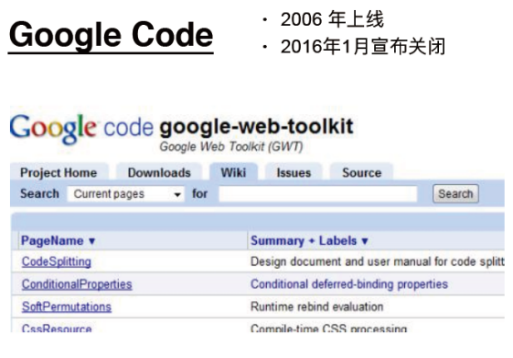 Google Code
· 2006 年上线
· 2016年1月宣布关闭
Google code google-web-toolkit
Google Web Toolkit (GWT)
Project Home Downloads Wiki Issues Source
Search Current pages for Search
PageName ▼ Summary + Labels ▼
CodeSplitting Design document and user manual for code splitt
ConditionalProperties Conditional deferred-binding properties
SoftPermutations Runtime rebind evaluation
CssResource Compile-time CSS processing